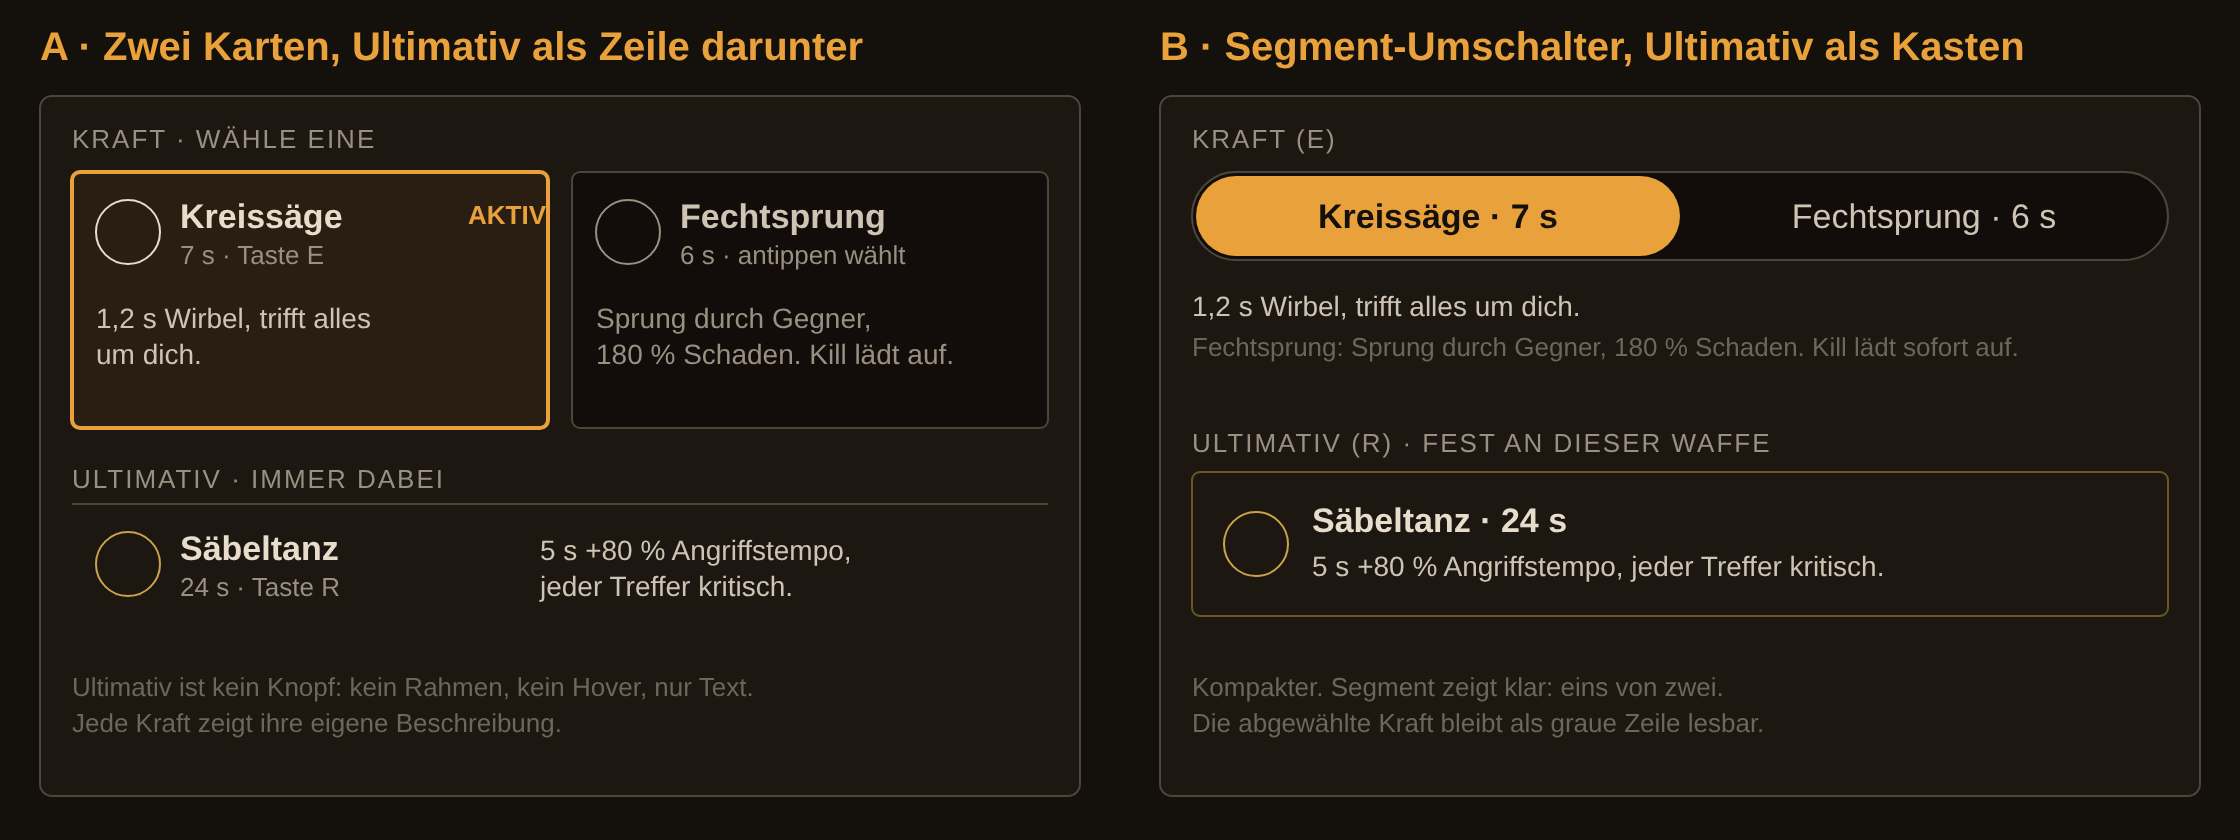 A · Zwei Karten, Ultimativ als Zeile darunter
KRAFT · WÄHLE EINE
Kreissäge
AKTIV
7 s · Taste E
1,2 s Wirbel, trifft alles
um dich.
Fechtsprung
6 s · antippen wählt
Sprung durch Gegner,
180 % Schaden. Kill lädt auf.
ULTIMATIV · IMMER DABEI
Säbeltanz
24 s · Taste R
5 s +80 % Angriffstempo,
jeder Treffer kritisch.
Ultimativ ist kein Knopf: kein Rahmen, kein Hover, nur Text.
Jede Kraft zeigt ihre eigene Beschreibung.
B · Segment-Umschalter, Ultimativ als Kasten
KRAFT (E)
Kreissäge · 7 s
Fechtsprung · 6 s
1,2 s Wirbel, trifft alles um dich.
Fechtsprung: Sprung durch Gegner, 180 % Schaden. Kill lädt sofort auf.
ULTIMATIV (R) · FEST AN DIESER WAFFE
Säbeltanz · 24 s
5 s +80 % Angriffstempo, jeder Treffer kritisch.
Kompakter. Segment zeigt klar: eins von zwei.
Die abgewählte Kraft bleibt als graue Zeile lesbar.